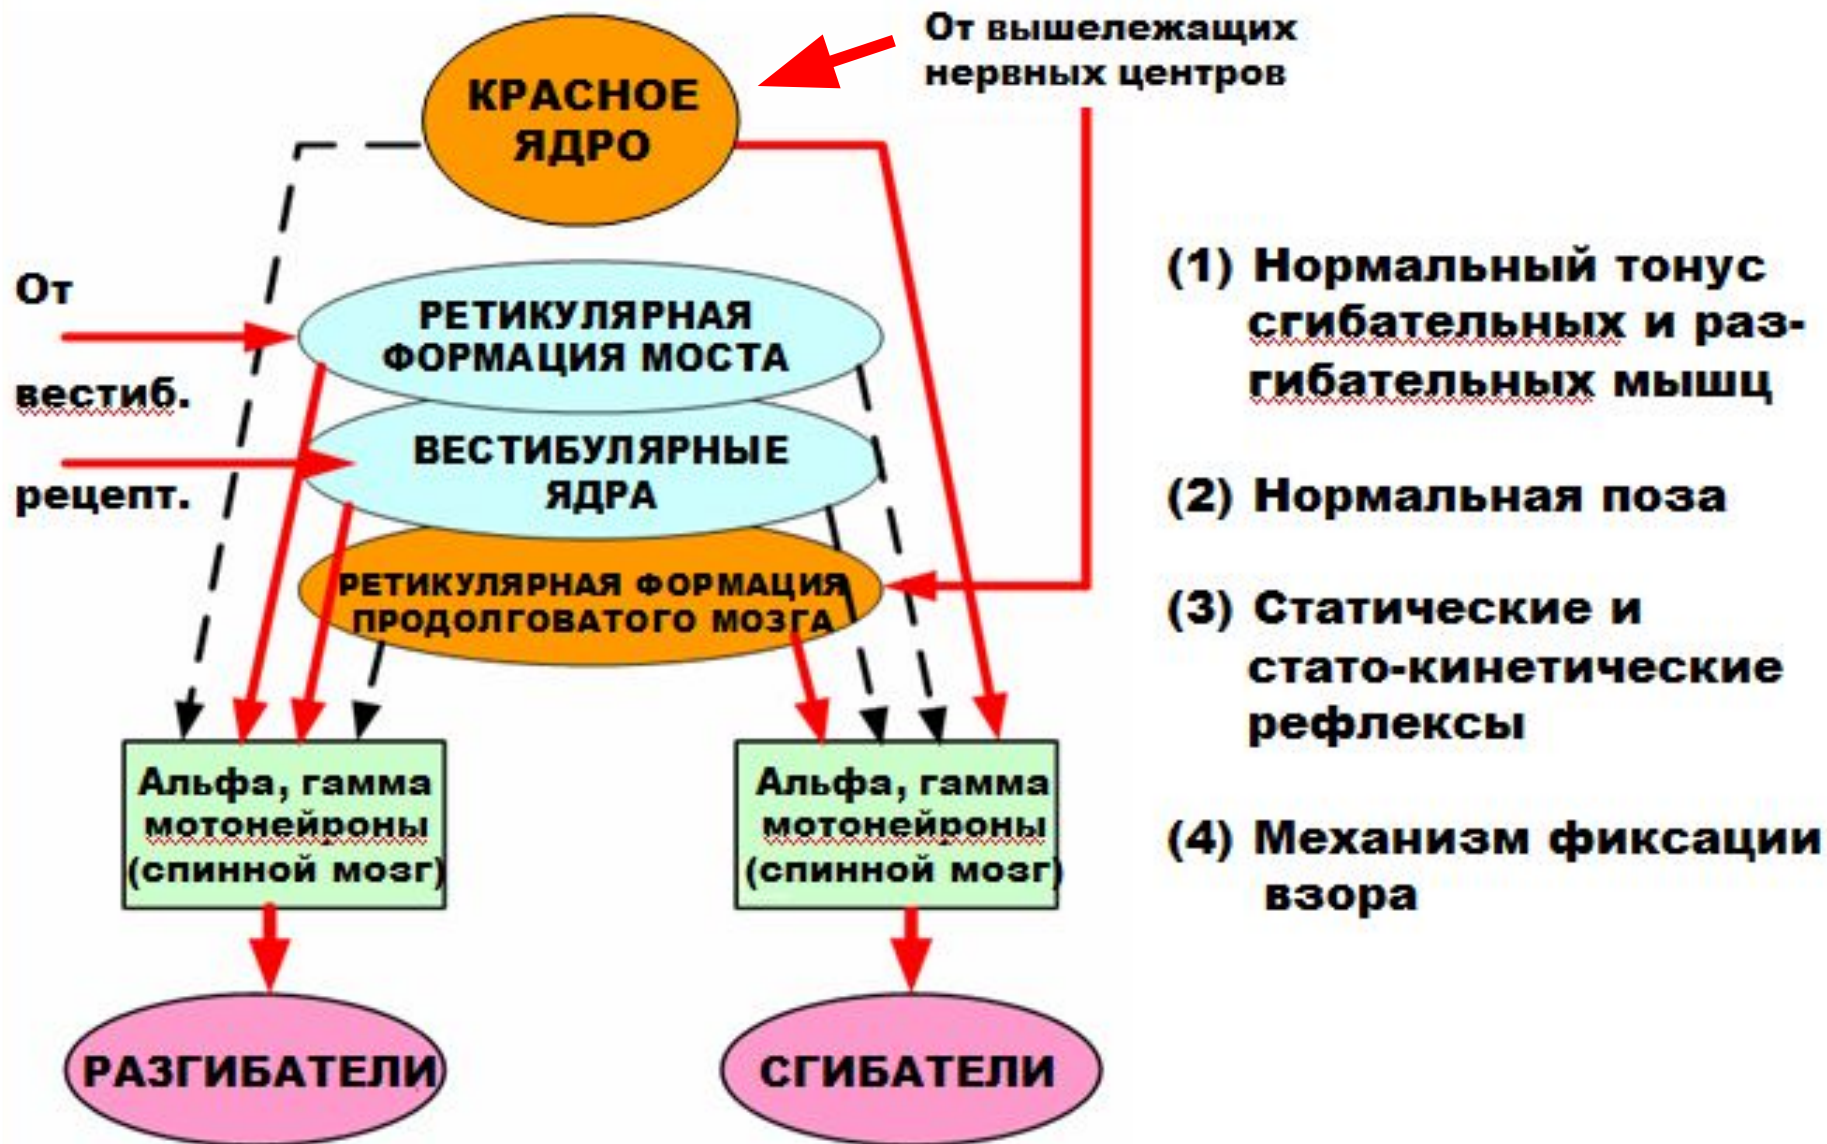 От вышележащих
нервных центров
КРАСНОЕ
ЯДРО
От
вестиб.
рецепт.
РЕТИКУЛЯРНАЯ
ФОРМАЦИЯ МОСТА
ВЕСТИБУЛЯРНЫЕ
ЯДРА
РЕТИКУЛЯРНАЯ ФОРМАЦИЯ
ПРОДОЛГОВАТОГО МОЗГА
Альфа, гамма
мотонейроны
(спинной мозг)
Альфа, гамма
мотонейроны
(спинной мозг)
РАЗГИБАТЕЛИ
СГИБАТЕЛИ
(1) Нормальный тонус
сгибательных и раз-
гибательных мышц
(2) Нормальная поза
(3) Статические и
стато-кинетические
рефлексы
(4) Механизм фиксации
взора